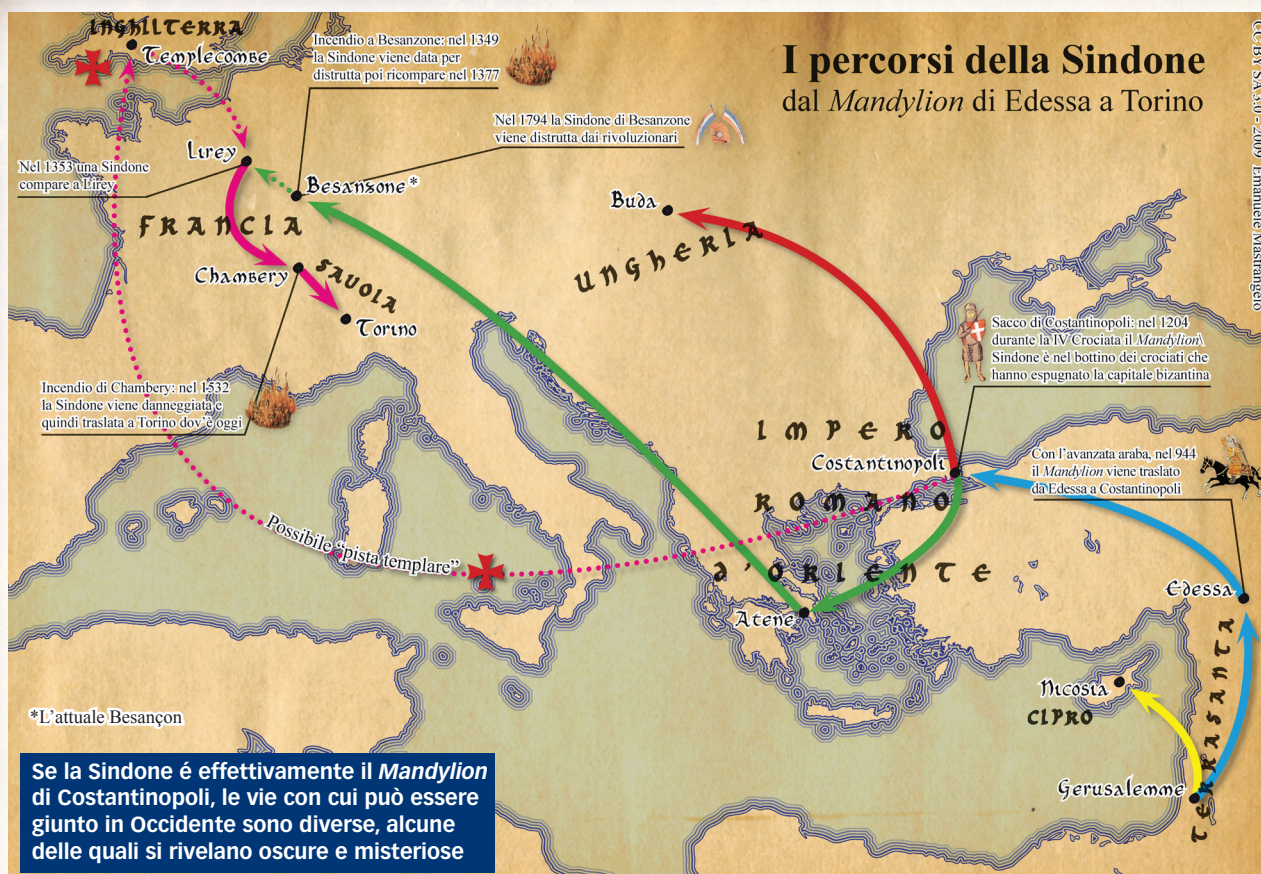 I percorsi della Sindone
dal Mandylion di Edessa a Torino
CC BY SA 3.0 - 2009 Emanuele Mastrangelo
INGHILTERRA
Templecombe
Incendio a Besanzone: nel 1349
la Sindone viene data per
distrutta poi ricompare nel 1377
Nel 1794 la Sindone di Besanzone
viene distrutta dai rivoluzionari
Lirey
Nel 1353 una Sindone
compare a Lirey
Besanzone*
Buda
FRANCIA
UNGHERIA
Chambery
SAVOIA
Torino
Sacco di Costantinopoli: nel 1204
durante la IV Crociata il Mandylion\
Sindone è nel bottino dei crociati che
hanno espugnato la capitale bizantina
Incendio di Chambery: nel 1532
la Sindone viene danneggiata e
quindi traslata a Torino dov'è oggi
IMPERO
Costantinopoli
Con l'avanzata araba, nel 944
il Mandylion viene traslato
da Edessa a Costantinopoli
ROMANO
Possibile "pista templare"
d'ORIENTE
Edessa
Atene
Nicosia
CIPRO
TERRASANTA
Gerusalemme
*L'attuale Besançon
Se la Sindone é effettivamente il Mandylion
di Costantinopoli, le vie con cui può essere
giunto in Occidente sono diverse, alcune
delle quali si rivelano oscure e misteriose